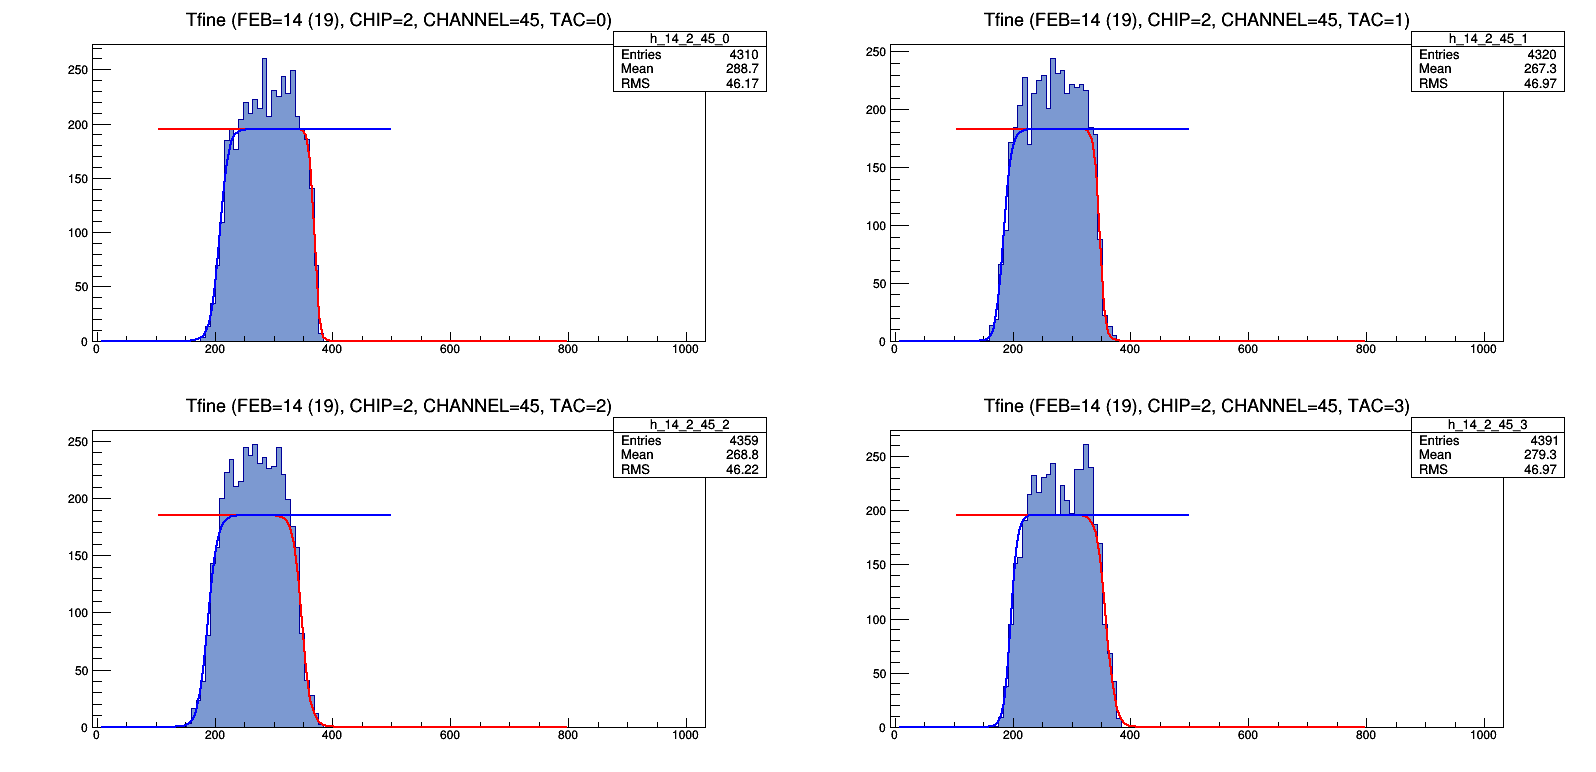 Tfine (FEB=14 (19), CHIP=2, CHANNEL=45, TAC=0)
h_14_2_45_0
Entries 4310
Mean 288.7
RMS 46.17
250
200
150
100
50
0
0 200 400 600 800 1000
Tfine (FEB=14 (19), CHIP=2, CHANNEL=45, TAC=1)
h_14_2_45_1
Entries 4320
Mean 267.3
RMS 46.97
250
200
150
100
50
0
0 200 400 600 800 1000
Tfine (FEB=14 (19), CHIP=2, CHANNEL=45, TAC=2)
h_14_2_45_2
Entries 4359
Mean 268.8
RMS 46.22
250
200
150
100
50
0
0 200 400 600 800 1000
Tfine (FEB=14 (19), CHIP=2, CHANNEL=45, TAC=3)
h_14_2_45_3
Entries 4391
Mean 279.3
RMS 46.97
250
200
150
100
50
0
0 200 400 600 800 1000